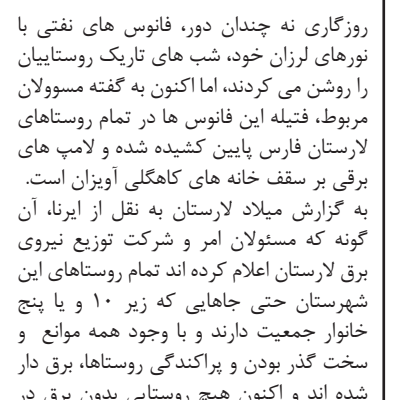 روزگاری نه چندان دور، فانوس های نفتی با
نورهای لرزان خود، شب های تاریک روستاییان
را روشن می کردند، اما اکنون به گفته مسوولان
مربوط، فتیله این فانوس ها در تمام روستاهای
لارستان فارس پایین کشیده شده و لامپ های
برقی بر سقف خانه های کاهگلی آویزان است.
به گزارش میلاد لارستان به نقل از ایرنا، آن
گونه که مسئولان امر و شرکت توزیع نیروی
برق لارستان اعلام کرده اند تمام روستاهای این
شهرستان حتی جاهایی که زیر ۱۰ و یا پنج
خانوار جمعیت دارند و با وجود همه موانع و
سخت گذر بودن و پراکندگی روستاها، برق دار
شده اند و اکنون هیچ روستایی بدون برق در